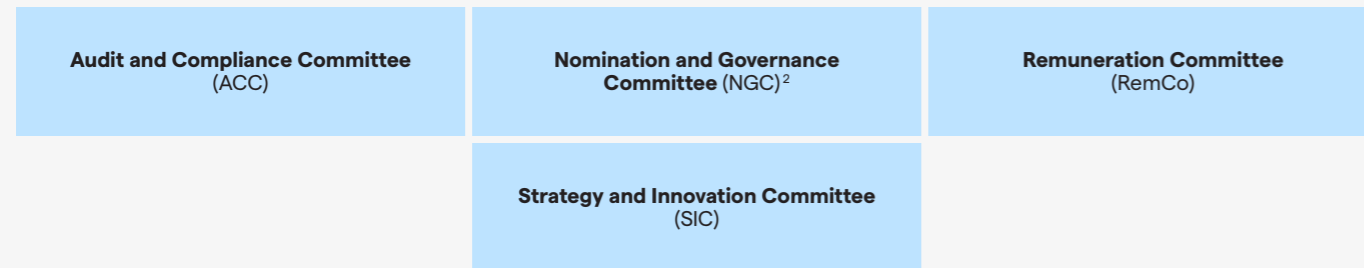 Audit and Compliance Committee
(ACC)
Nomination and Governance
Committee (NGC)²
Remuneration Committee
(RemCo)
Strategy and Innovation Committee
(SIC)